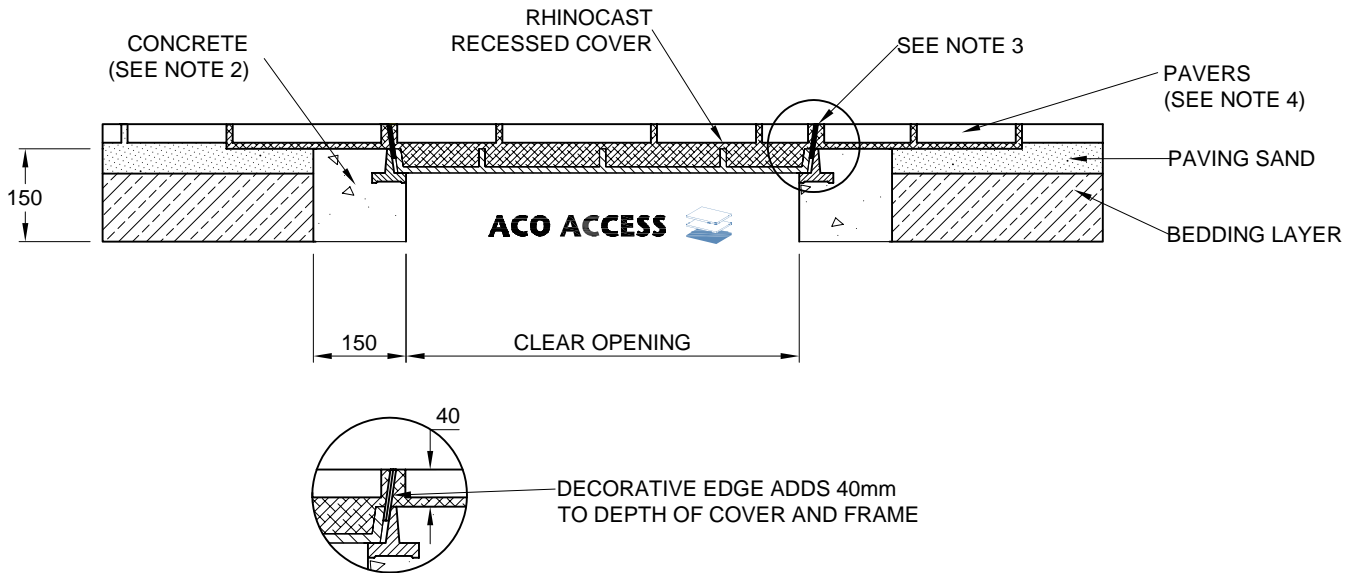 RHINOCAST
RECESSED COVER
CONCRETE
(SEE NOTE 2)
SEE NOTE 3
PAVERS
(SEE NOTE 4)
PAVING SAND
150
ACO ACCESS
BEDDING LAYER
150
CLEAR OPENING
40
DECORATIVE EDGE ADDS 40mm
TO DEPTH OF COVER AND FRAME